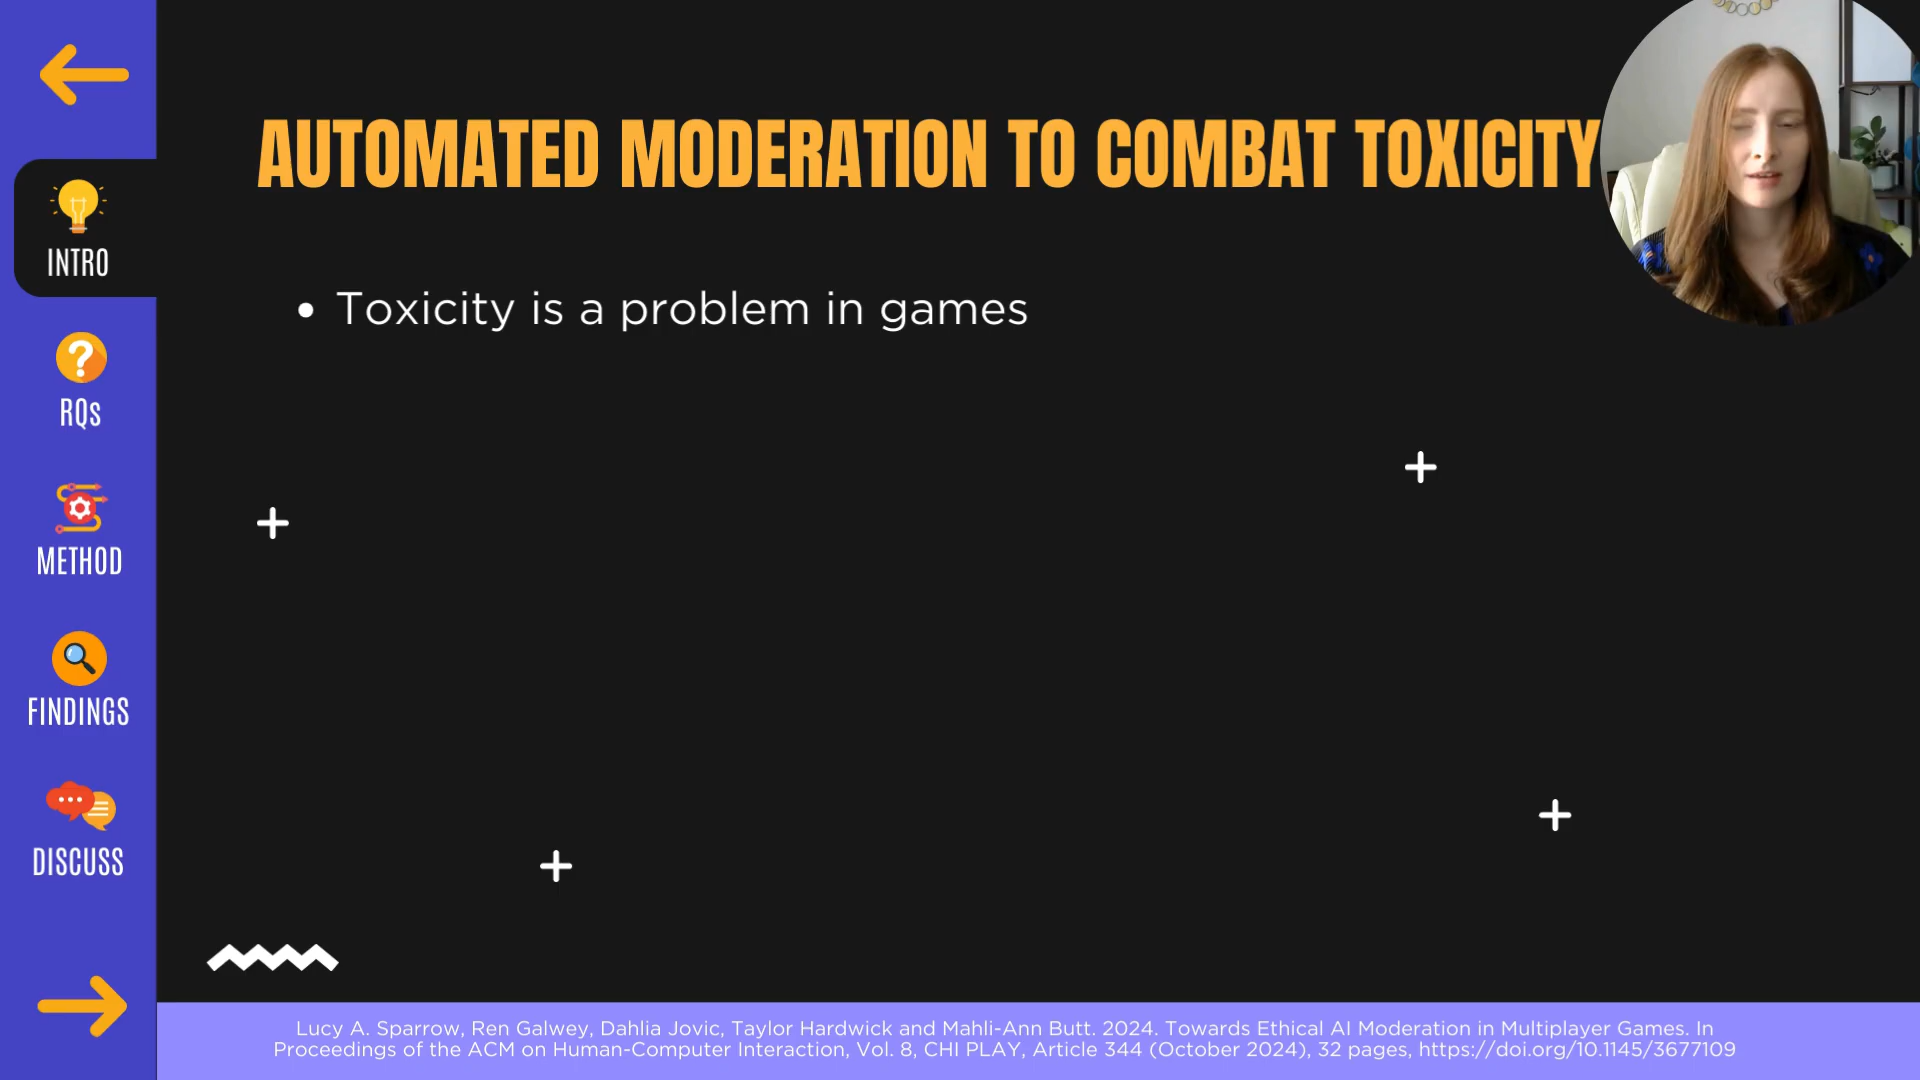 AUTOMATED MODERATION TO COMBAT TOXICITY
INTRO
• Toxicity is a problem in games
RQs
METHOD
FINDINGS
DISCUSS
Lucy A. Sparrow, Ren Galwey, Dahlia Jovic, Taylor Hardwick and Mahli-Ann Butt. 2024. Towards Ethical AI Moderation in Multiplayer Games. In
Proceedings of the ACM on Human-Computer Interaction, Vol. 8, CHI PLAY, Article 344 (October 2024), 32 pages, https://doi.org/10.1145/3677109